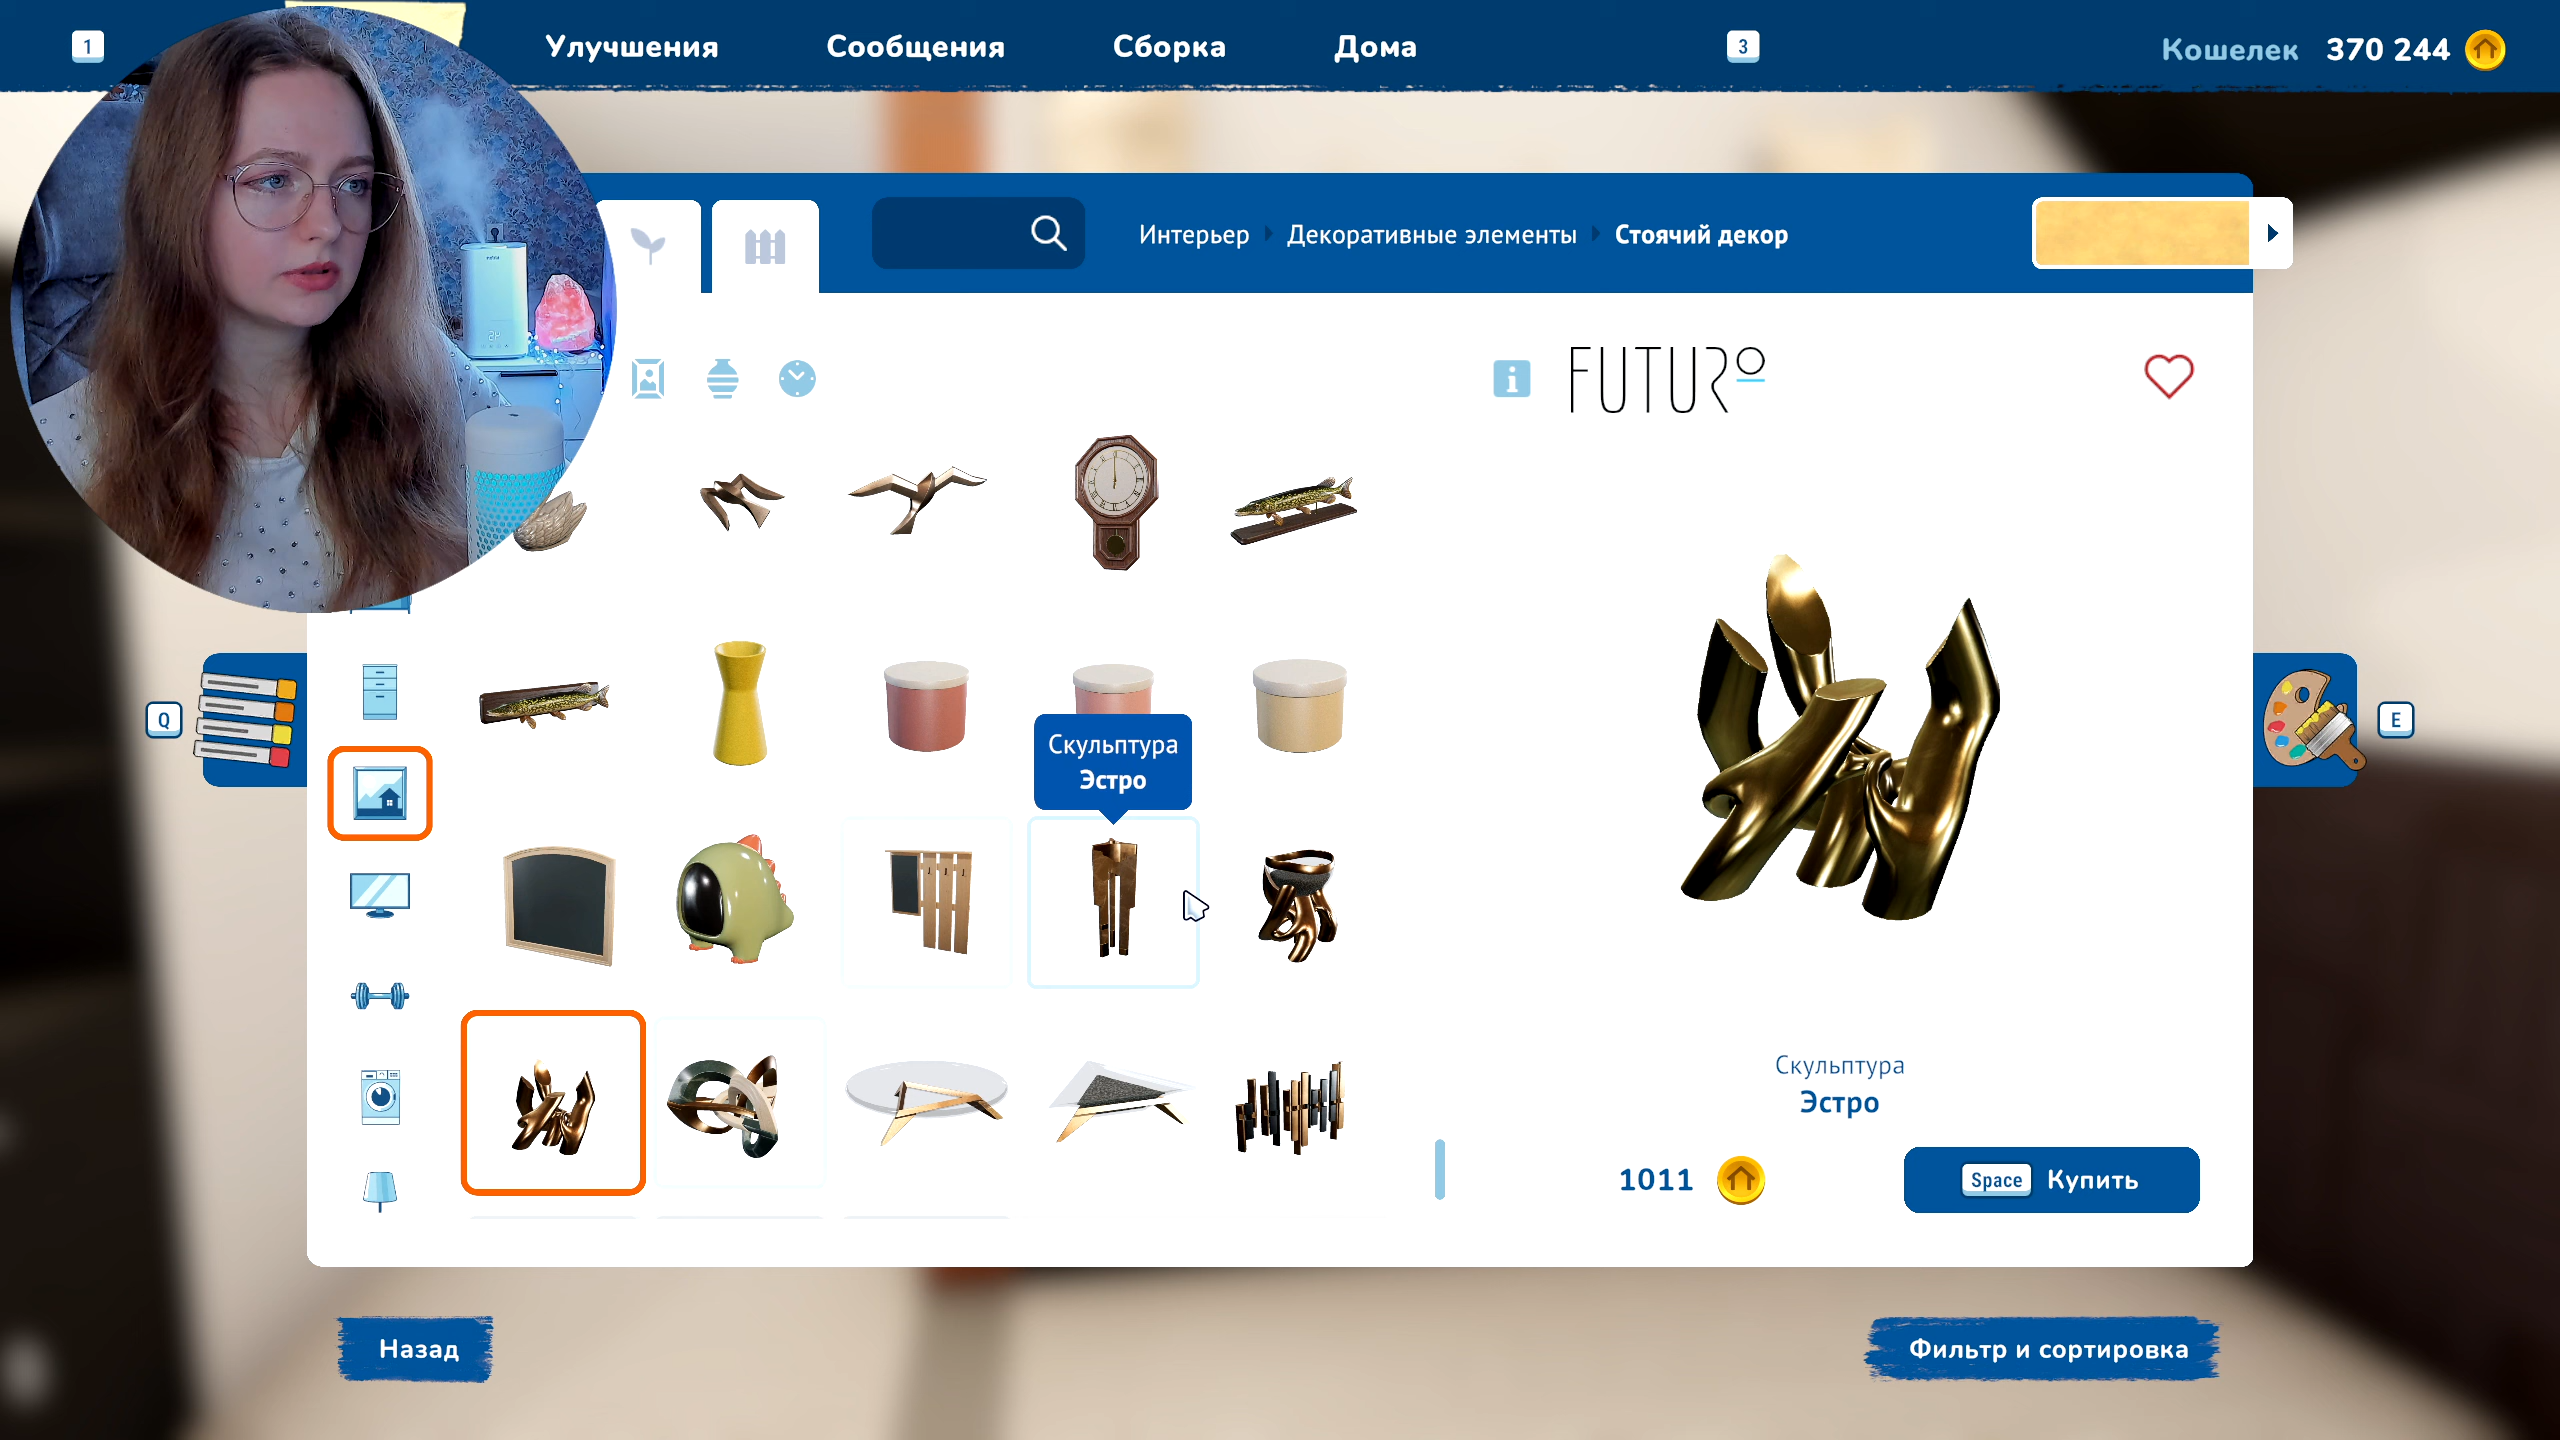 1
Улучшения
Сообщения
Сборка
Дома
3
Кошелек 370 244
Интерьер
Декоративные элементы
Стоячий декор
FUTURO
Q
E
Скульптура
Эстро
Скульптура
Эстро
1011
Space Купить
Назад
Фильтр и сортировка